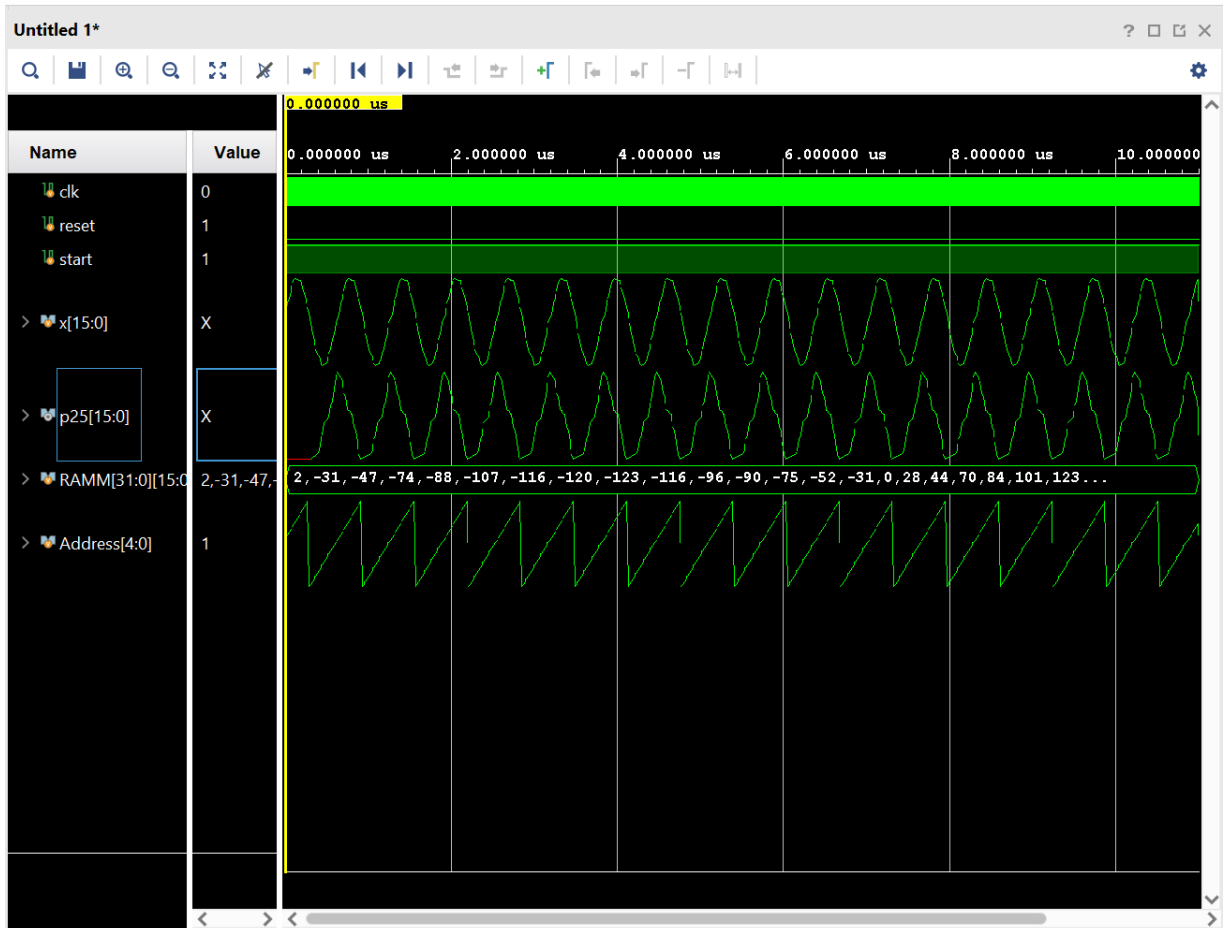 Untitled 1*
?
0.000000 us
Name Value 0.000000 us 2.000000 us 4.000000 us 6.000000 us 8.000000 us 10.000000
clk 0
reset 1
start 1
x[15:0] X
p25[15:0] X
RAMM[31:0][15:0 2,-31,-47,- 2,-31,-47,-74,-88,-107,-116,-120,-123,-116,-96,-90,-75,-52,-31,0,28,44,70,84,101,123...
Address[4:0] 1